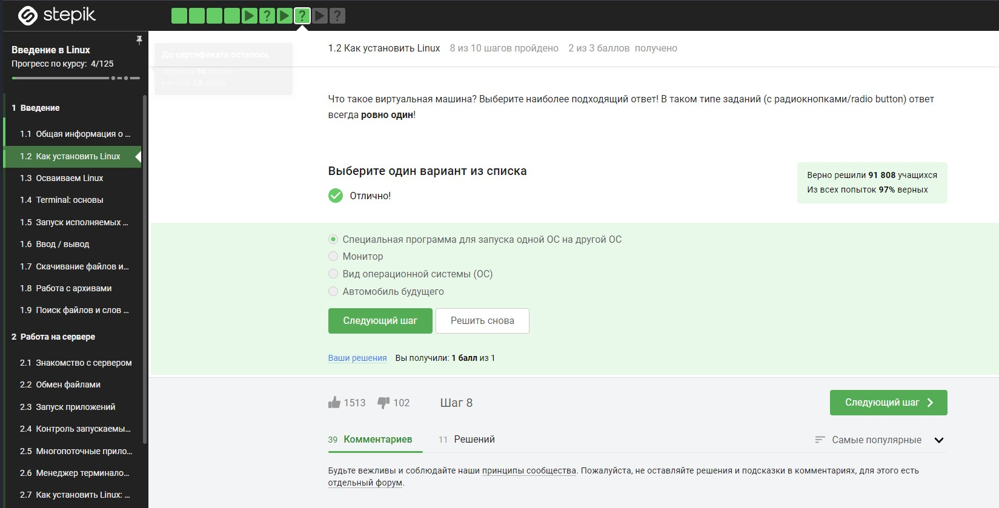 stepik
? ? ?
Введение в Linux
Прогресс по курсу: 4/125
1 Введение
1.1 Общая информация о ...
1.2 Как установить Linux
1.3 Осваиваем Linux
1.4 Terminal: основы
1.5 Запуск исполняемых ...
1.6 Ввод / вывод
1.7 Скачивание файлов и...
1.8 Работа с архивами
1.9 Поиск файлов и слов ...
2 Работа на сервере
2.1 Знакомство с сервером
2.2 Обмен файлами
2.3 Запуск приложений
2.4 Контроль запускаемы...
2.5 Многопоточные прило...
2.6 Менеджер терминало...
2.7 Как установить Linux: ...
До сертификата осталось
получить 96 баллов
1.2 Как установить Linux 8 из 10 шагов пройдено 2 из 3 баллов получено
Что такое виртуальная машина? Выберите наиболее подходящий ответ! В таком типе заданий (с радиокнопками/radio button) ответ
всегда ровно один!
Выберите один вариант из списка
Отлично!
Верно решили 91 808 учащихся
Из всех попыток 97% верных
Специальная программа для запуска одной ОС на другой ОС
Монитор
Вид операционной системы (ОС)
Автомобиль будущего
Следующий шаг Решить снова
Ваши решения Вы получили: 1 балл из 1
1513 102 Шаг 8 Следующий шаг
39 Комментариев 11 Решений Самые популярные
Будьте вежливы и соблюдайте наши принципы сообщества. Пожалуйста, не оставляйте решения и подсказки в комментариях, для этого есть
отдельный форум.